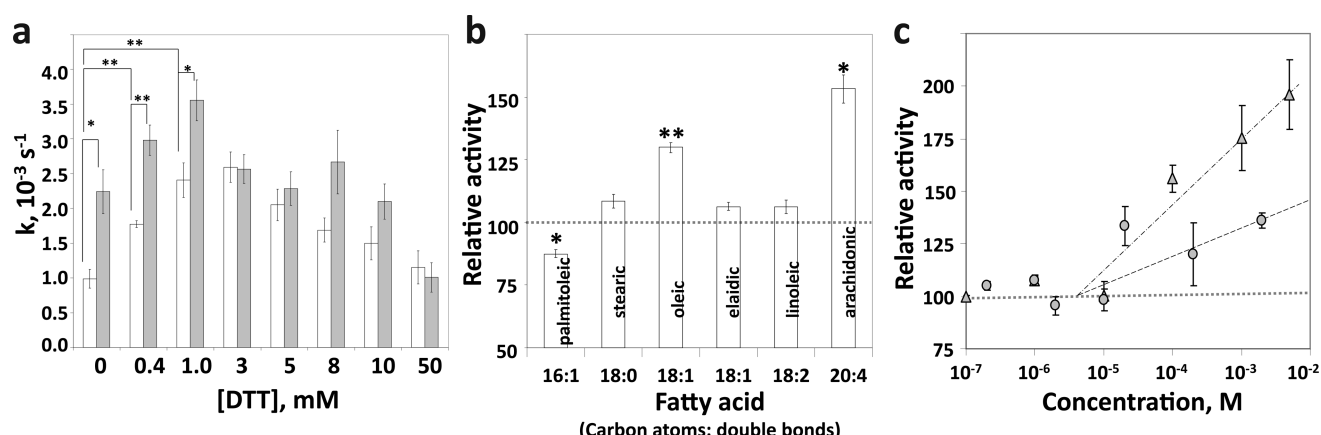 a
k, 10⁻³ s⁻¹
4.0
3.5
3.0
2.5
2.0
1.5
1.0
0.5
0.0
**
**
*
**
*
0 0.4 1.0 3 5 8 10 50
[DTT], mM
b
Relative activity
150
125
100
75
50
*
**
*
palmitoleic
stearic
oleic
elaidic
linoleic
arachidonic
16:1 18:0 18:1 18:1 18:2 20:4
Fatty acid
(Carbon atoms: double bonds)
c
Relative activity
200
175
150
125
100
75
10⁻⁷ 10⁻⁶ 10⁻⁵ 10⁻⁴ 10⁻³ 10⁻²
Concentration, M